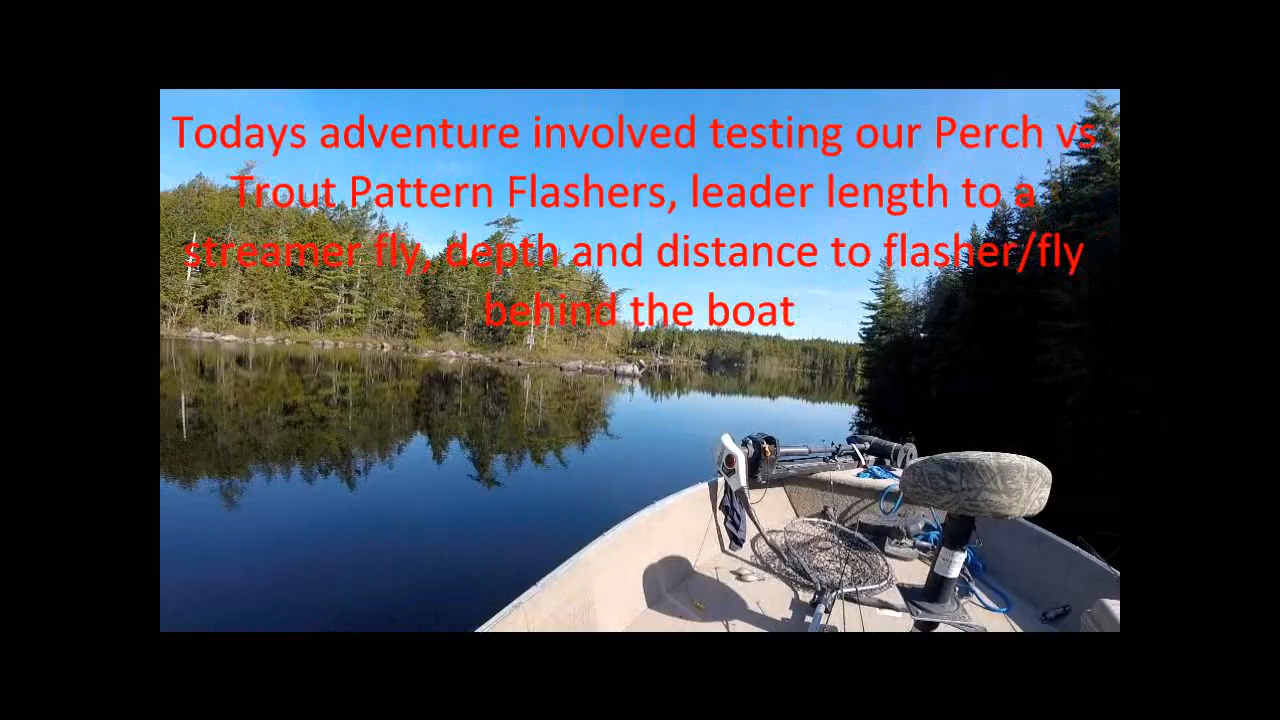 Todays adventure involved testing our Perch vs
Trout Pattern Flashers, leader length to a
streamer fly, depth and distance to flasher/fly
behind the boat